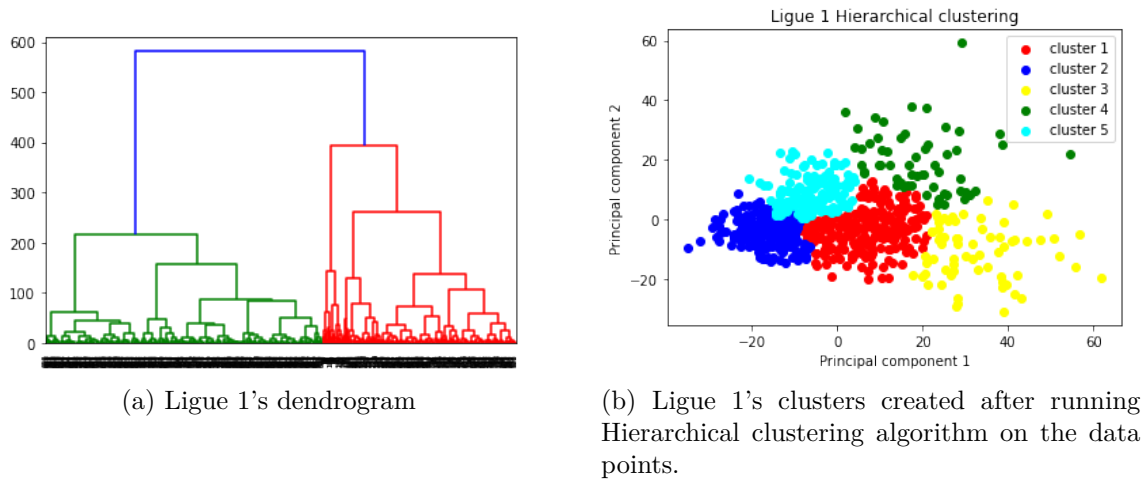 600
500
400
300
200
100
0
(a) Ligue 1's dendrogram
Ligue 1 Hierarchical clustering
cluster 1
cluster 2
cluster 3
cluster 4
cluster 5
Principal component 2
60
40
20
0
−20
−20
0
20
40
60
Principal component 1
(b) Ligue 1's clusters created after running
Hierarchical clustering algorithm on the data
points.